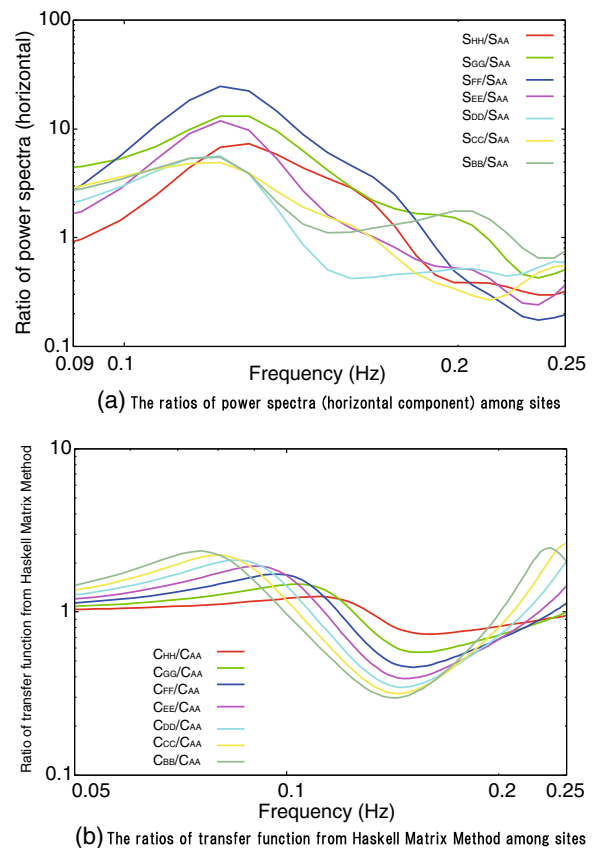 Ratio of power spectra (horizontal)
100
10
1
0.1
SHH/SAA
SGG/SAA
SFF/SAA
SEE/SAA
SDD/SAA
SCC/SAA
SBB/SAA
0.09
0.1
0.2
0.25
Frequency (Hz)
(a) The ratios of power spectra (horizontal component) among sites
Ratio of transfer function from Haskell Matrix Method
10
1
0.1
CHH/CAA
CGG/CAA
CFF/CAA
CEE/CAA
CDD/CAA
CCC/CAA
CBB/CAA
0.05
0.1
0.2
0.25
Frequency (Hz)
(b) The ratios of transfer function from Haskell Matrix Method among sites